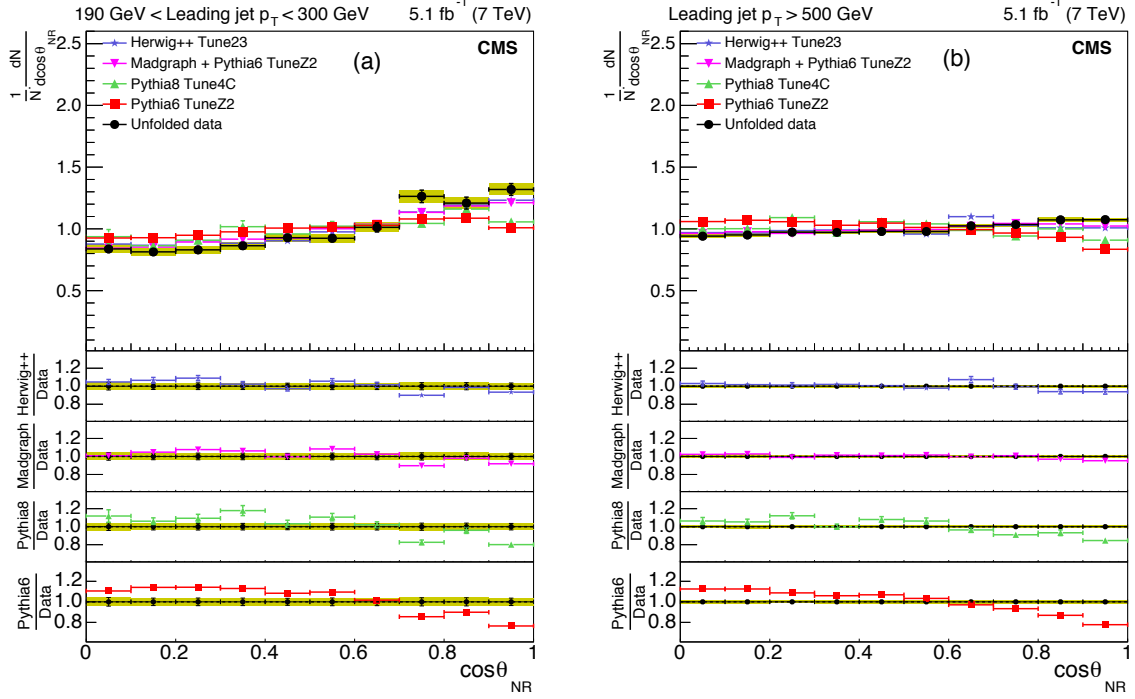 190 GeV < Leading jet p_T < 300 GeV 5.1 fb^-1 (7 TeV)
1/N dN/dcosθ_NR
2.5
2.0
1.5
1.0
0.5
Herwig++ Tune23
Madgraph + Pythia6 TuneZ2
Pythia8 Tune4C
Pythia6 TuneZ2
Unfolded data
(a)
CMS
Herwig++
Data
1.2
1.0
0.8
Madgraph
Data
1.2
1.0
0.8
Pythia8
Data
1.2
1.0
0.8
Pythia6
Data
1.2
1.0
0.8
0 0.2 0.4 0.6 0.8 1
cosθ_NR
Leading jet p_T > 500 GeV 5.1 fb^-1 (7 TeV)
1/N dN/dcosθ_NR
2.5
2.0
1.5
1.0
0.5
Herwig++ Tune23
Madgraph + Pythia6 TuneZ2
Pythia8 Tune4C
Pythia6 TuneZ2
Unfolded data
(b)
CMS
Herwig++
Data
1.2
1.0
0.8
Madgraph
Data
1.2
1.0
0.8
Pythia8
Data
1.2
1.0
0.8
Pythia6
Data
1.2
1.0
0.8
0 0.2 0.4 0.6 0.8 1
cosθ_NR